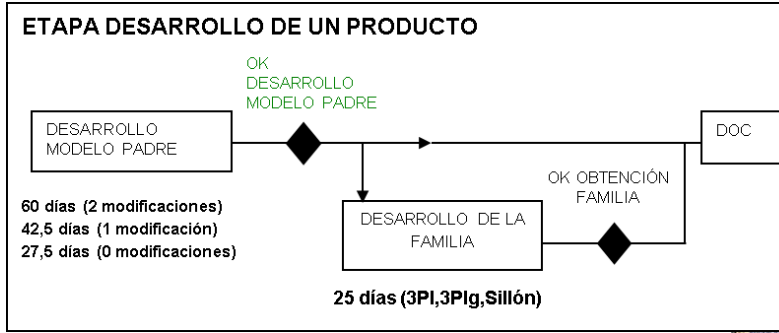 ETAPA DESARROLLO DE UN PRODUCTO
OK
DESARROLLO
MODELO PADRE
DESARROLLO
MODELO PADRE
DOC
OK OBTENCIÓN
FAMILIA
60 días (2 modificaciones)
42,5 días (1 modificación)
27,5 días (0 modificaciones)
DESARROLLO DE LA
FAMILIA
25 días (3Pl,3Plg,Sillón)